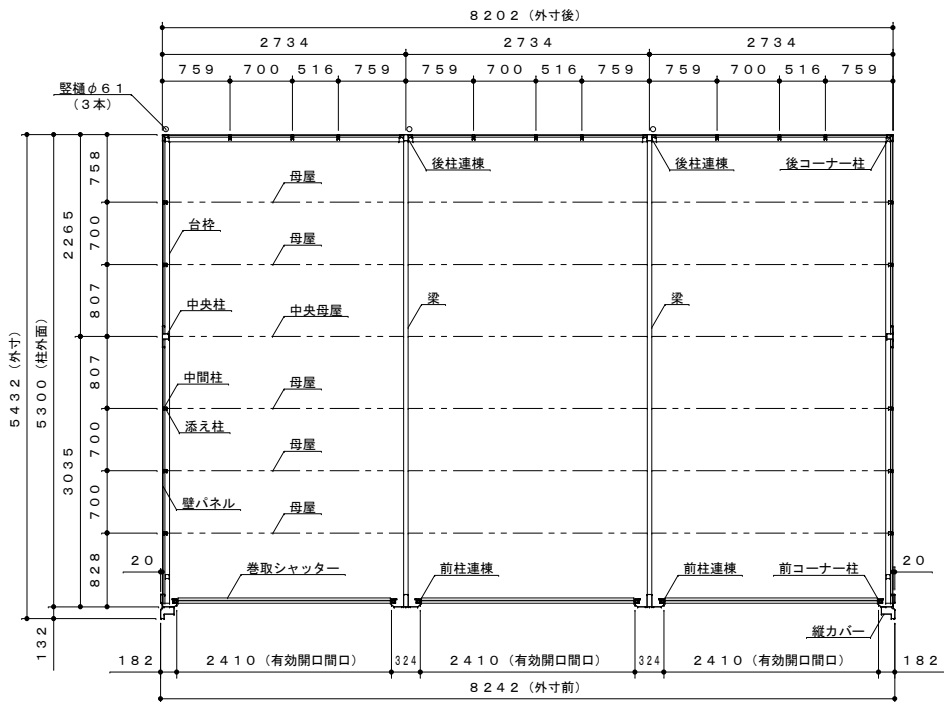 ８２０２（外寸後）
２７３４ ２７３４ ２７３４
７５９ ７００ ５１６ ７５９ ７５９ ７００ ５１６ ７５９ ７５９ ７００ ５１６ ７５９
竪樋φ６１
（３本）
後柱連棟 後柱連棟 後コーナー柱
７５８
母屋
２２６５
７００
台枠
母屋
８０７
中央柱 中央母屋 梁 梁
５４３２（外寸）
５３００（柱外面）
８０７
中間柱 母屋
添え柱
７００
３０３５
母屋
７００
壁パネル
母屋
８２８
２０ 巻取シャッター 前柱連棟 前柱連棟 前コーナー柱 ２０
縦カバー
１３２
１８２ ２４１０（有効開口間口） ３２４ ２４１０（有効開口間口） ３２４ ２４１０（有効開口間口） １８２
８２４２（外寸前）